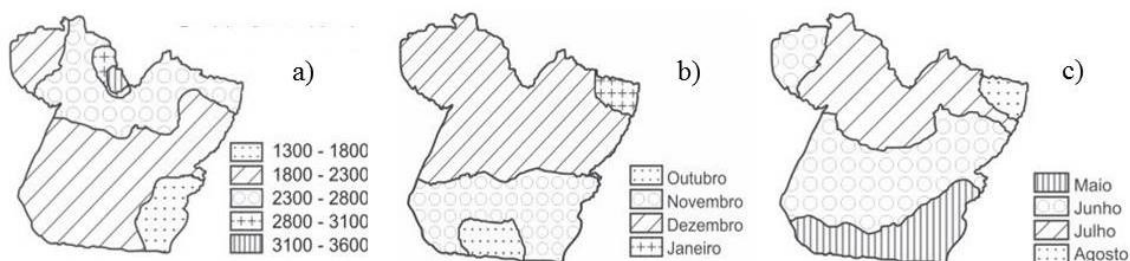 a)
1300 - 1800
1800 - 2300
2300 - 2800
2800 - 3100
3100 - 3600
b)
Outubro
Novembro
Dezembro
Janeiro
c)
Maio
Junho
Julho
Agosto